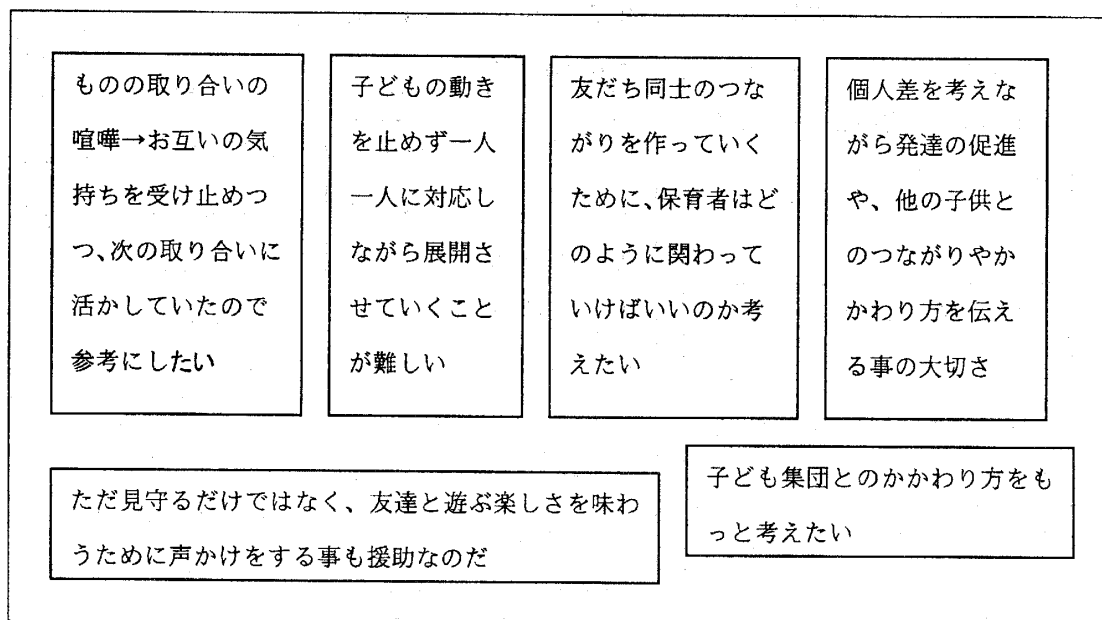 ものの取り合いの
喧嘩→お互いの気
持ちを受け止めつ
つ、次の取り合いに
活かしていたので
参考にしたい
子どもの動き
を止めず一人
一人に対応し
ながら展開さ
せていくこと
が難しい
友だち同士のつな
がりを作っていく
ために、保育者はど
のように関わって
いけばいいのか考
えたい
個人差を考えな
がら発達の促進
や、他の子供と
のつながりやか
かわり方を伝え
る事の大切さ
ただ見守るだけではなく、友達と遊ぶ楽しさを味わ
うために声かけをする事も援助なのだ
子ども集団とのかかわり方をも
っと考えたい